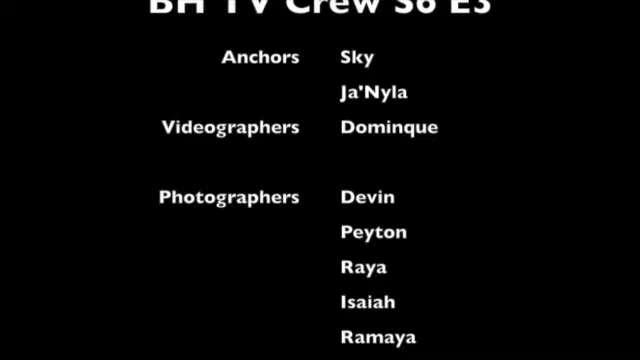 BH TV Crew S6 E3
Anchors Sky
Ja'Nyla
Videographers Dominque
Photographers Devin
Peyton
Raya
Isaiah
Ramaya